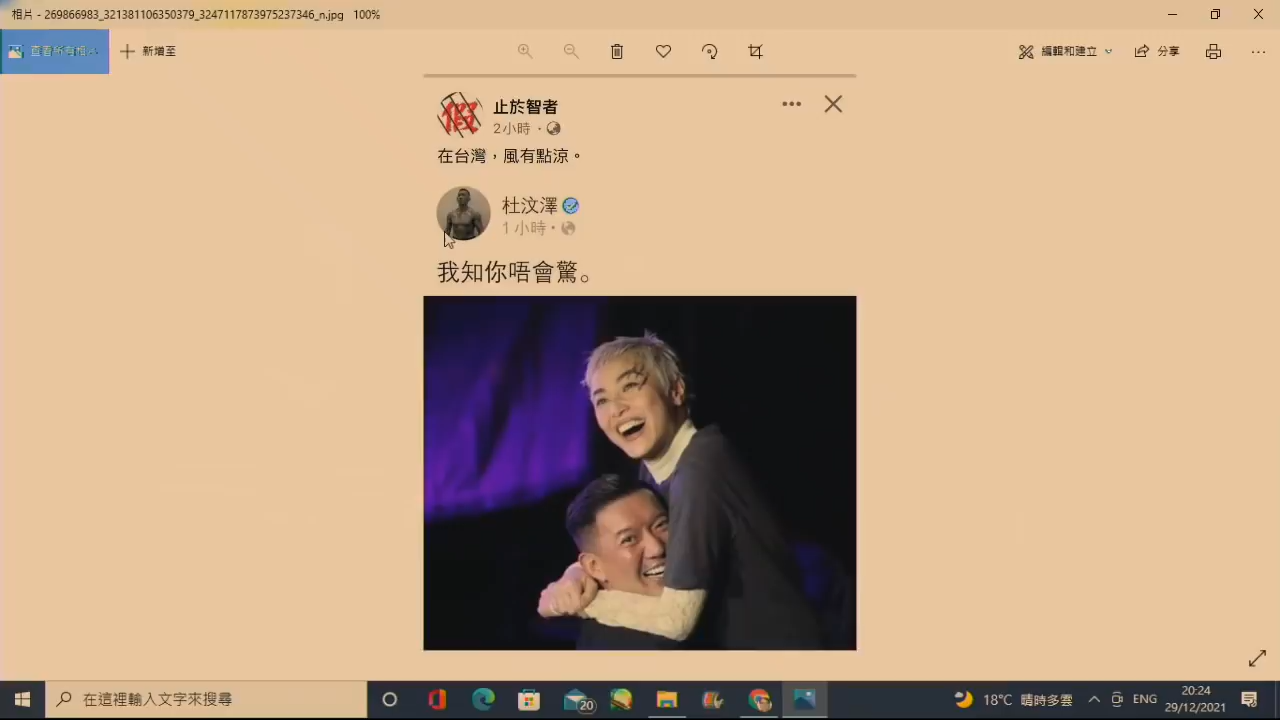 相片 - 269866983_321381106350379_3247117873975237346_n.jpg 100%
查看所有相片 新增至 編輯和建立 分享
假
止於智者
2小時 ·
在台灣，風有點涼。
杜汶澤
1 小時 ·
我知你唔會驚。
在這裡輸入文字來搜尋
20
18°C 晴時多雲
ENG
20:24
29/12/2021